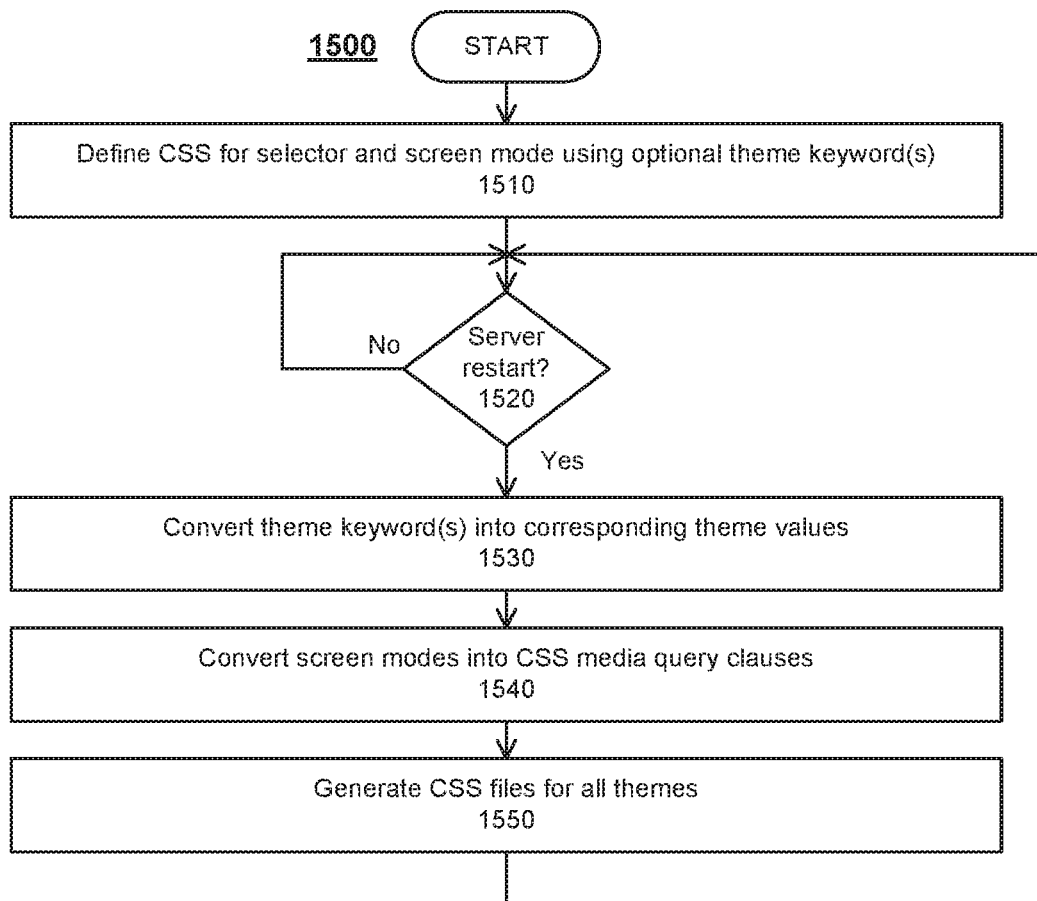 1500
START
Define CSS for selector and screen mode using optional theme keyword(s)
1510
Server
restart?
1520
No
Yes
Convert theme keyword(s) into corresponding theme values
1530
Convert screen modes into CSS media query clauses
1540
Generate CSS files for all themes
1550